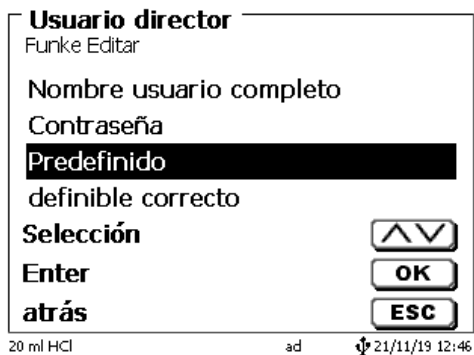 Usuario director
Funke Editar
Nombre usuario completo
Contraseña
Predefinido
definible correcto
Selección
Enter OK
atrás ESC
20 ml HCl ad 21/11/19 12:46